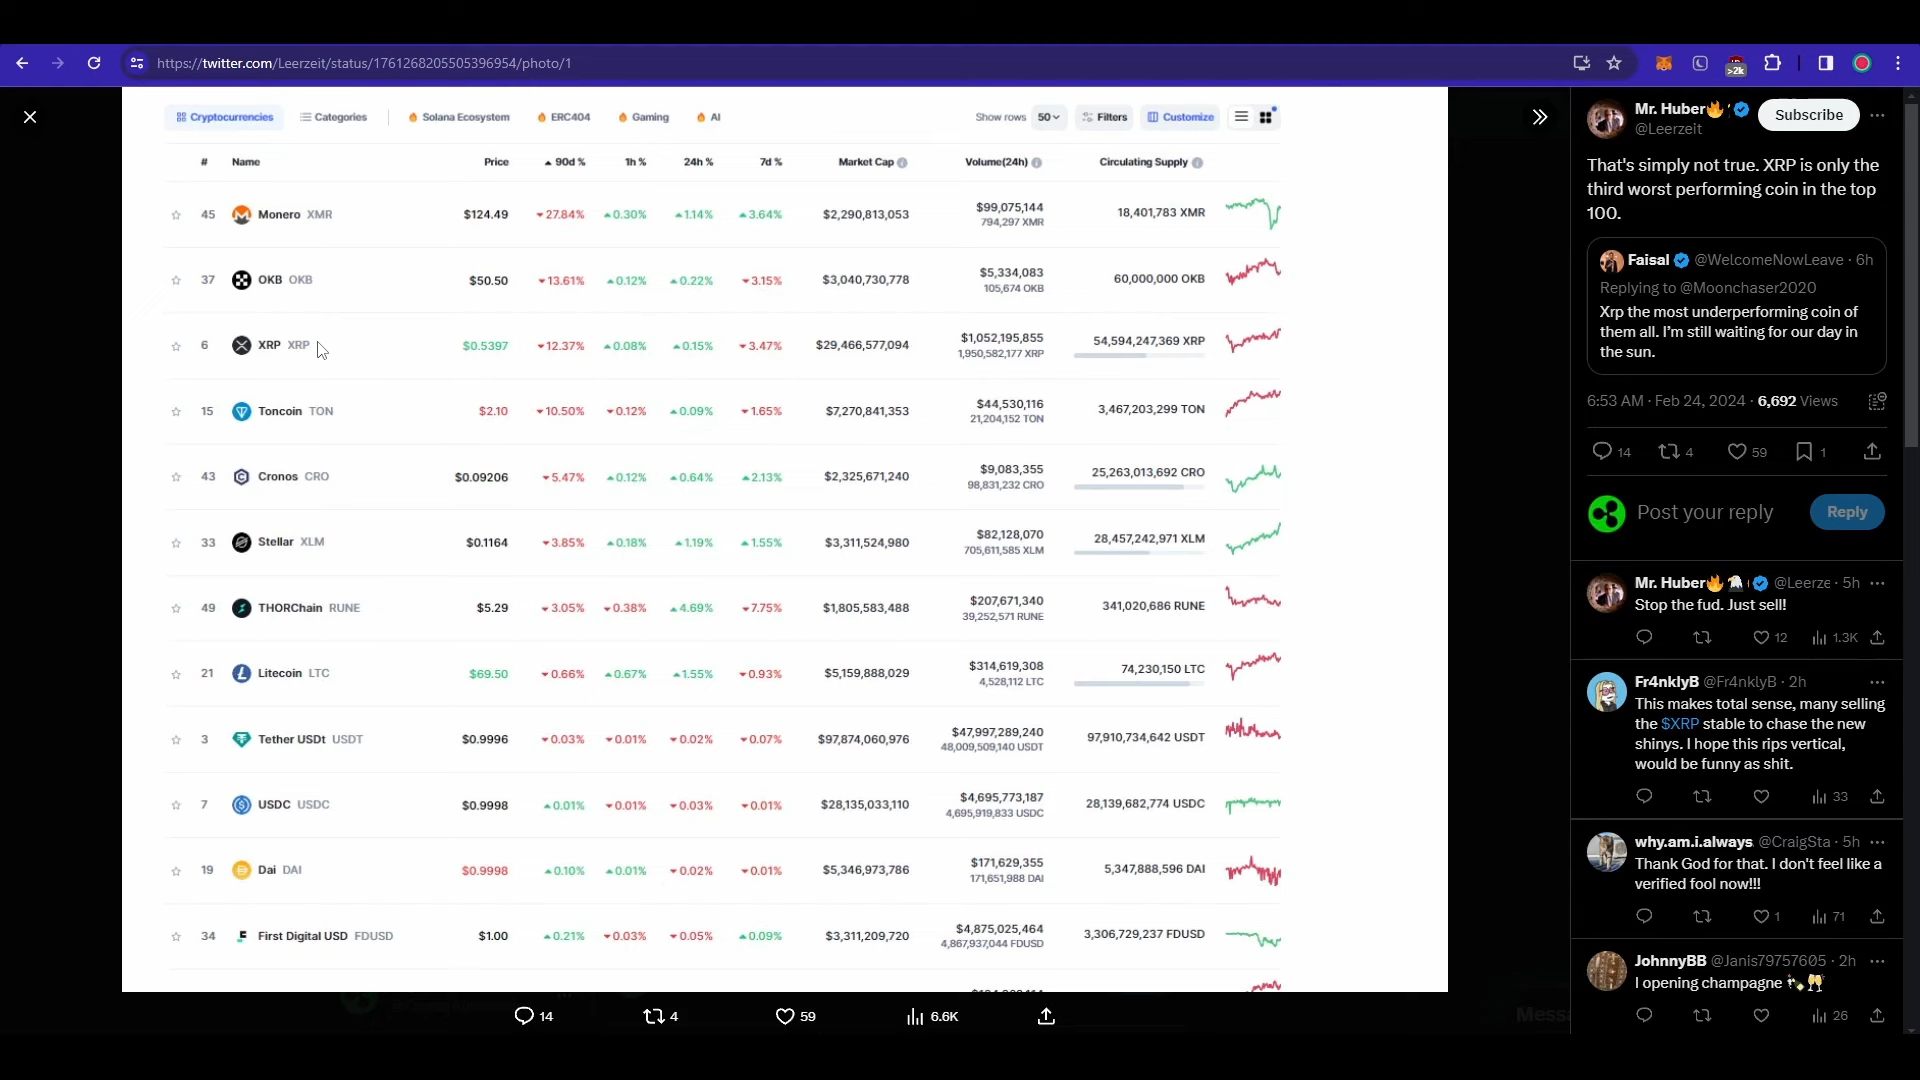 https://twitter.com/Leerzeit/status/1761268205505396954/photo/1
>2k
Cryptocurrencies
Categories
Solana Ecosystem
ERC404
Gaming
AI
Show rows
50
Filters
Customize
# Name Price 90d % 1h % 24h % 7d % Market Cap Volume(24h) Circulating Supply
45 Monero XMR $124.49 27.84% 0.30% 1.14% 3.64% $2,290,813,053 $99,075,144 18,401,783 XMR
794,297 XMR
37 OKB OKB $50.50 13.61% 0.12% 0.22% 3.15% $3,040,730,778 $5,334,083 60,000,000 OKB
105,674 OKB
6 XRP XRP $0.5397 12.37% 0.08% 0.15% 3.47% $29,466,577,094 $1,052,195,855 54,594,247,369 XRP
1,950,582,177 XRP
15 Toncoin TON $2.10 10.50% 0.12% 0.09% 1.65% $7,270,841,353 $44,530,116 3,467,203,299 TON
21,204,152 TON
43 Cronos CRO $0.09206 5.47% 0.12% 0.64% 2.13% $2,325,671,240 $9,083,355 25,263,013,692 CRO
98,831,232 CRO
33 Stellar XLM $0.1164 3.85% 0.18% 1.19% 1.55% $3,311,524,980 $82,128,070 28,457,242,971 XLM
705,611,585 XLM
49 THORChain RUNE $5.29 3.05% 0.38% 4.69% 7.75% $1,805,583,488 $207,671,340 341,020,686 RUNE
39,252,571 RUNE
21 Litecoin LTC $69.50 0.66% 0.67% 1.55% 0.93% $5,159,888,029 $314,619,308 74,230,150 LTC
4,528,112 LTC
3 Tether USDt USDT $0.9996 0.03% 0.01% 0.02% 0.07% $97,874,060,976 $47,997,289,240 97,910,734,642 USDT
48,009,509,140 USDT
7 USDC USDC $0.9998 0.01% 0.01% 0.03% 0.01% $28,135,033,110 $4,695,773,187 28,139,682,774 USDC
4,695,919,833 USDC
19 Dai DAI $0.9998 0.10% 0.01% 0.02% 0.01% $5,346,973,786 $171,629,355 5,347,888,596 DAI
171,651,988 DAI
34 First Digital USD FDUSD $1.00 0.21% 0.03% 0.05% 0.09% $3,311,209,720 $4,875,025,464 3,306,729,237 FDUSD
4,867,937,044 FDUSD
14 4 59 6.6K
Mr. Huber🔥
Subscribe
@Leerzeit
That's simply not true. XRP is only the
third worst performing coin in the top
100.
Faisal @WelcomeNowLeave · 6h
Replying to @Moonchaser2020
Xrp the most underperforming coin of
them all. I'm still waiting for our day in
the sun.
6:53 AM · Feb 24, 2024 · 6,692 Views
14 4 59 1
Post your reply
Reply
Mr. Huber🔥 @Leerze · 5h
Stop the fud. Just sell!
12 1.3K
Fr4nklyB @Fr4nklyB · 2h
This makes total sense, many selling
the $XRP stable to chase the new
shinys. I hope this rips vertical,
would be funny as shit.
33
why.am.i.always @CraigSta · 5h
Thank God for that. I don't feel like a
verified fool now!!!
1 71
JohnnyBB @Janis79757605 · 2h
I opening champagne 🍾🥂
26